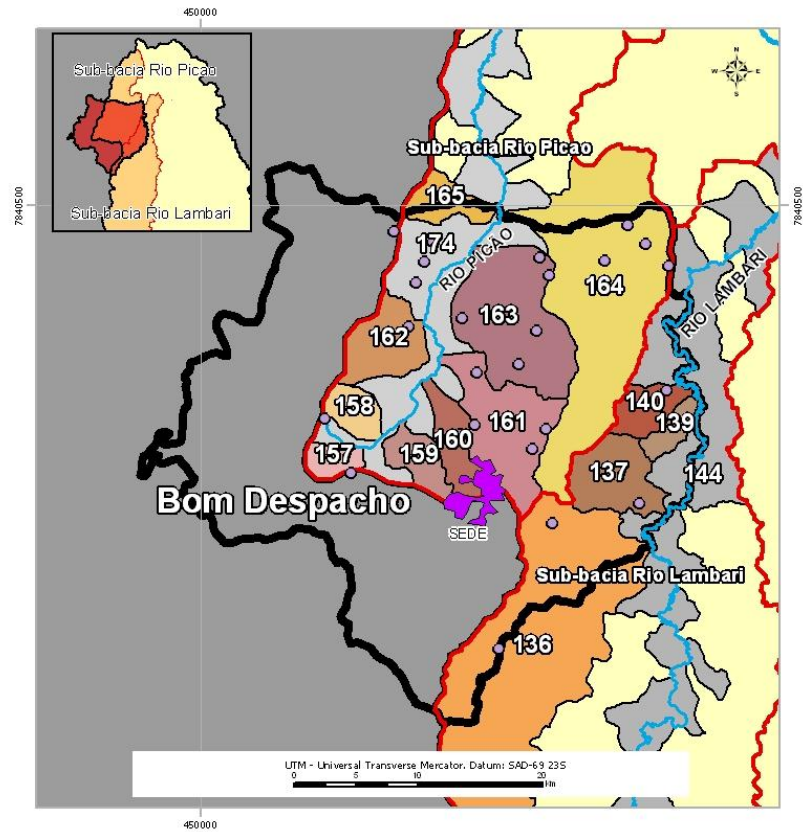 450000
Sub-bacia Rio Picao
Sub-bacia Rio Lambari
N
W E
S
Sub-bacia Rio Picao
7840500
7840500
165
174
RIO PICÃO
164
RIO LAMBARI
163
162
140
139
158
161
160
159
157
137
144
Bom Despacho
SEDE
Sub-bacia Rio Lambari
136
UTM - Universal Transverse Mercator. Datum: SAD-69 23S
0 5 10 20
km
450000